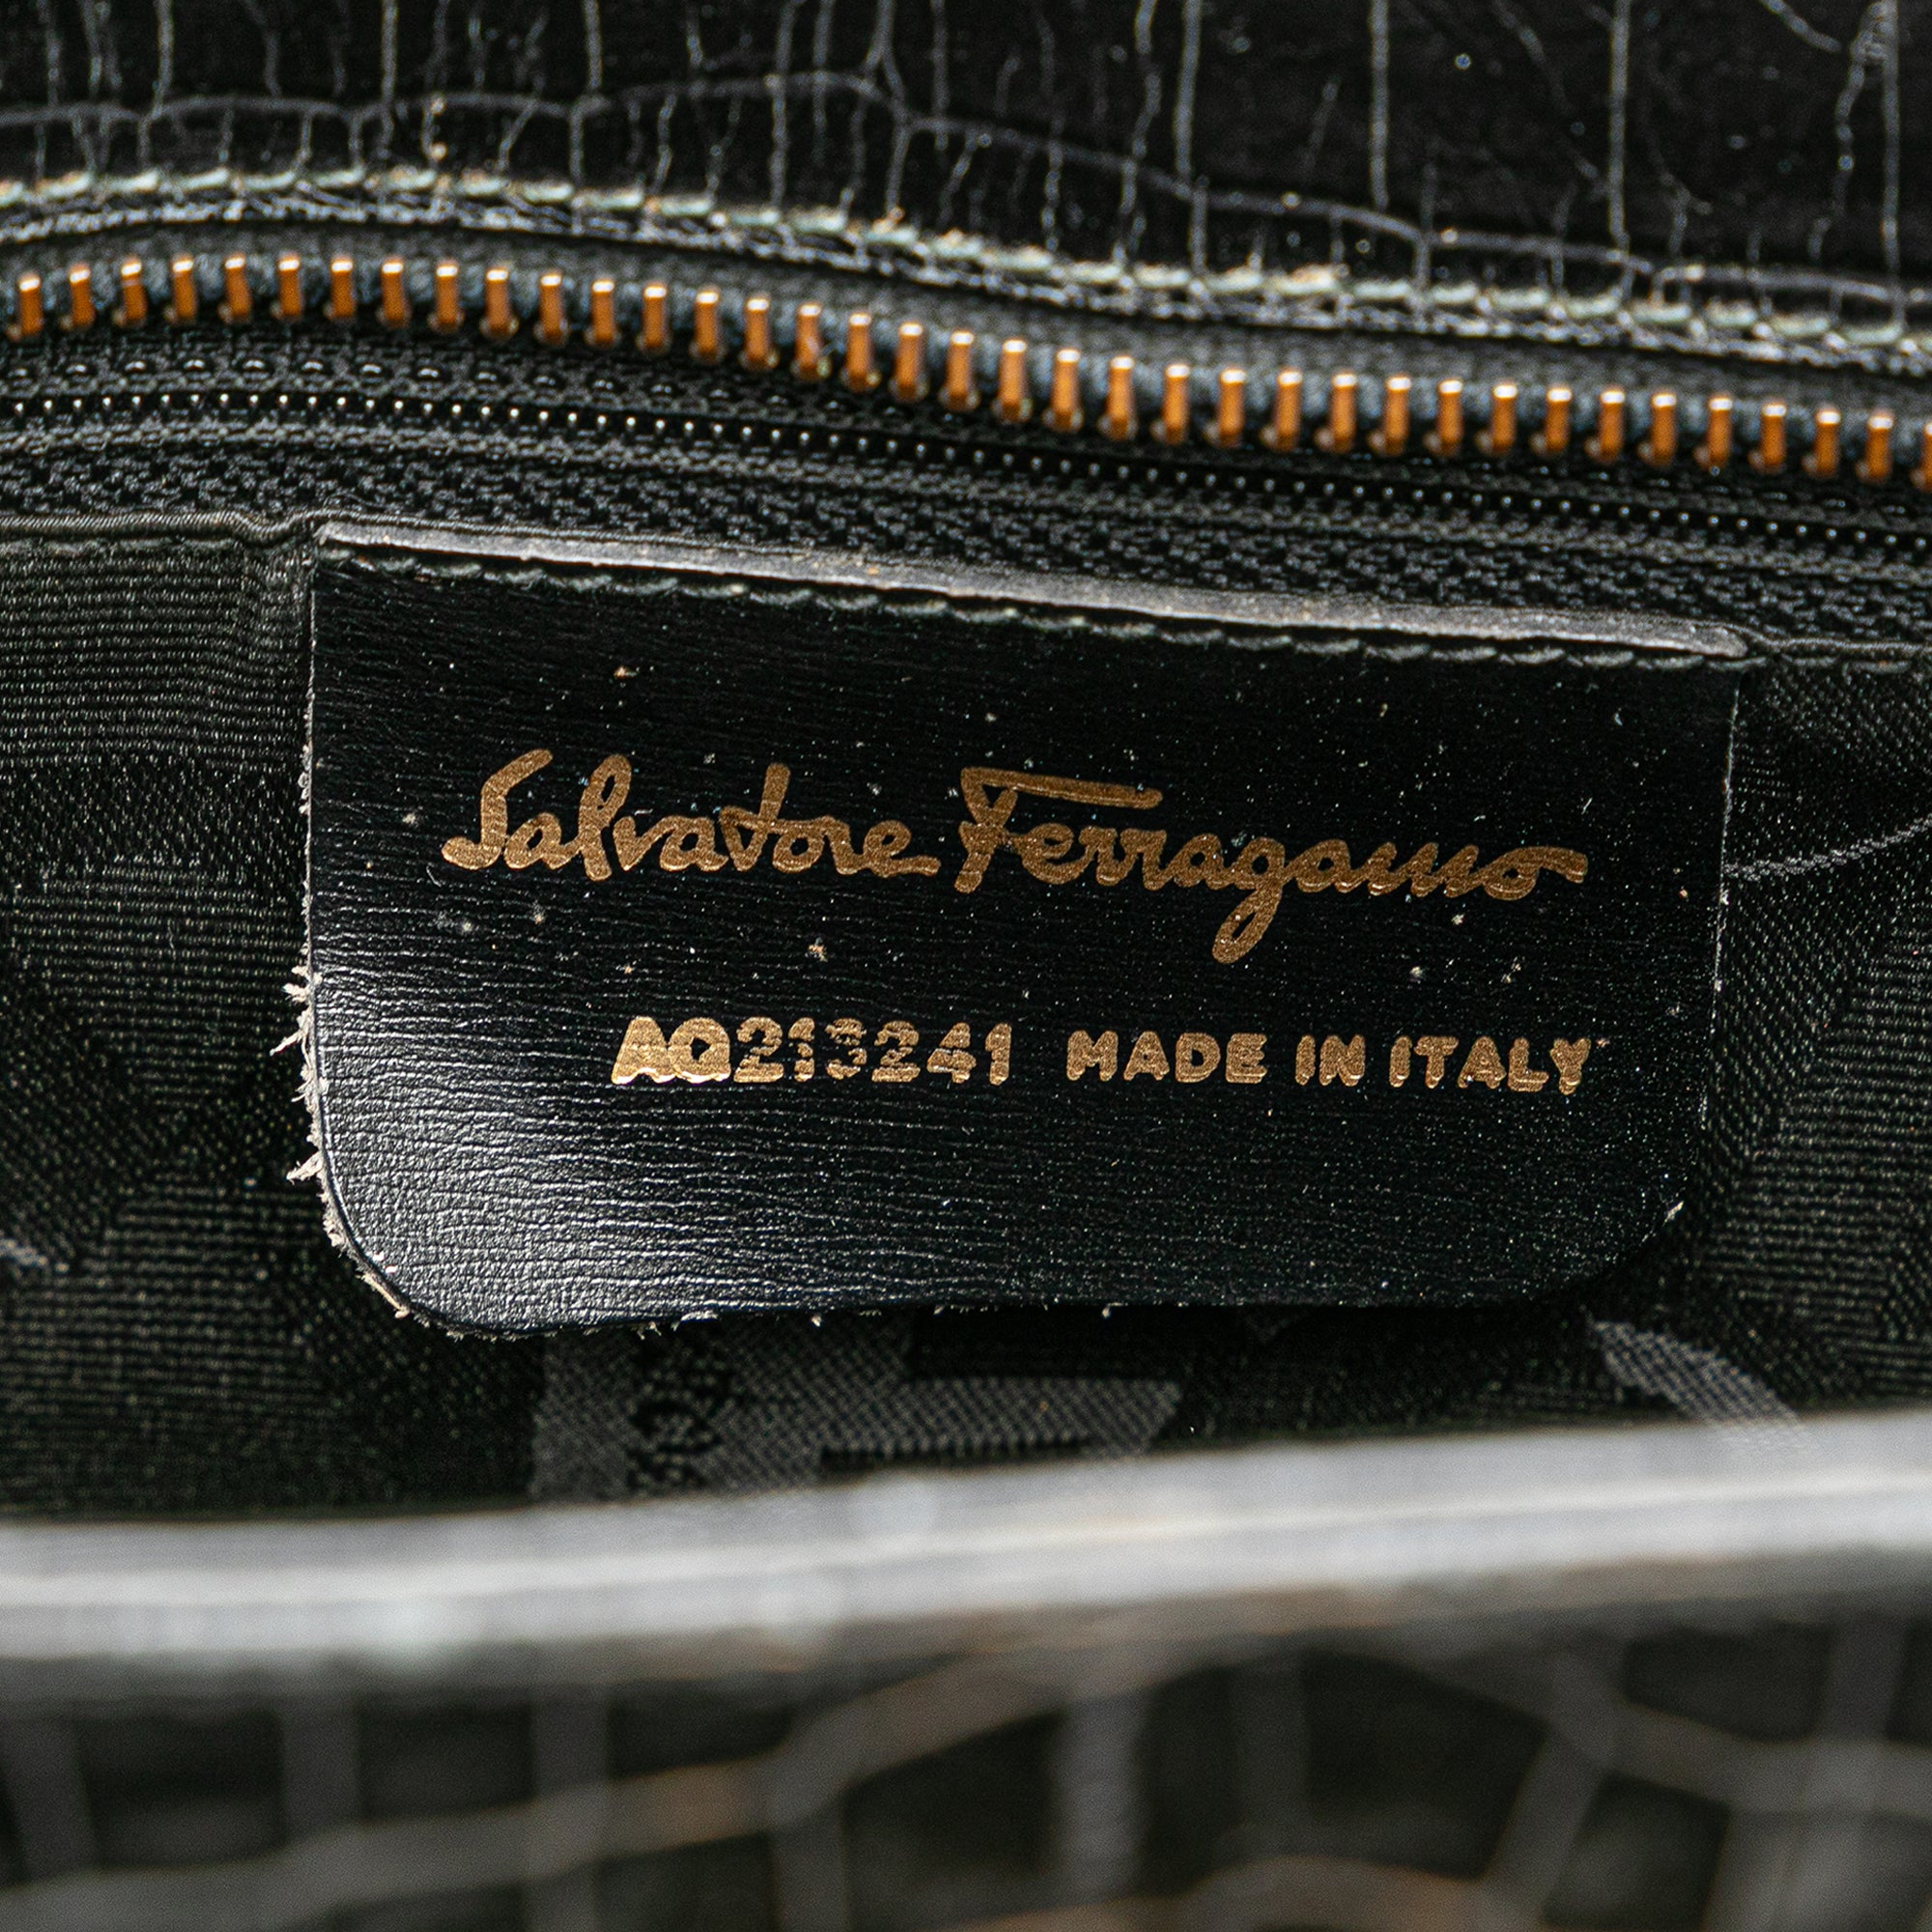 Salvatore Ferragamo
AQ213241 MADE IN ITALY